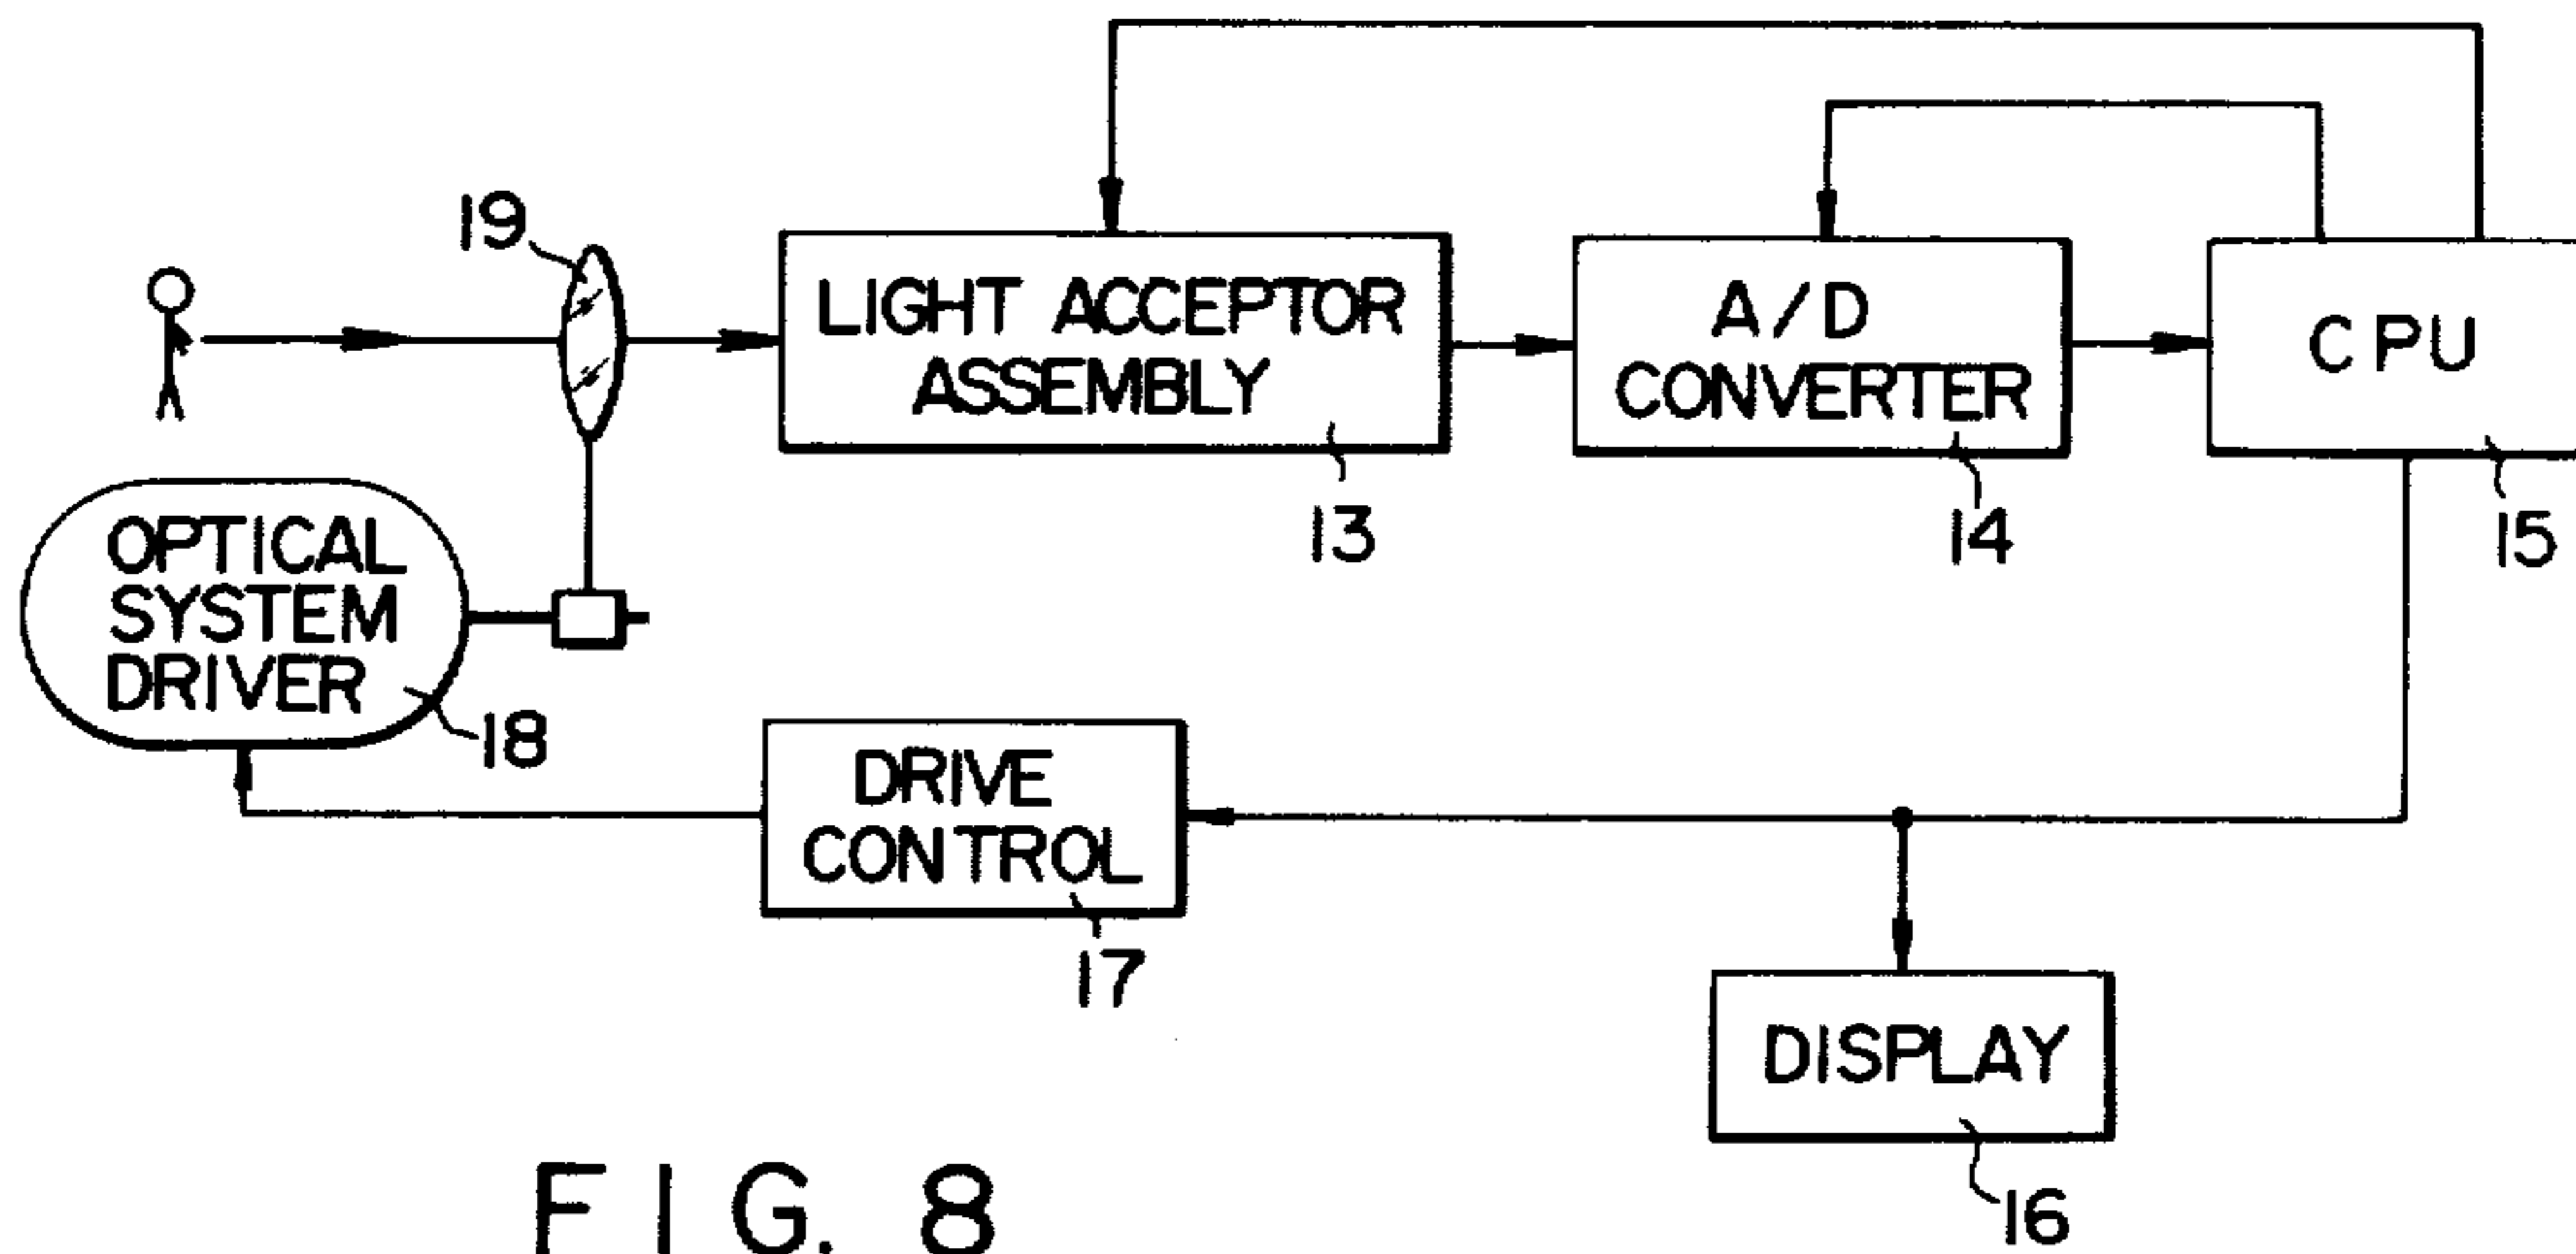 19
LIGHT ACCEPTOR
ASSEMBLY
13
A/D
CONVERTER
14
CPU
15
OPTICAL
SYSTEM
DRIVER
18
DRIVE
CONTROL
17
DISPLAY
16
FIG. 8